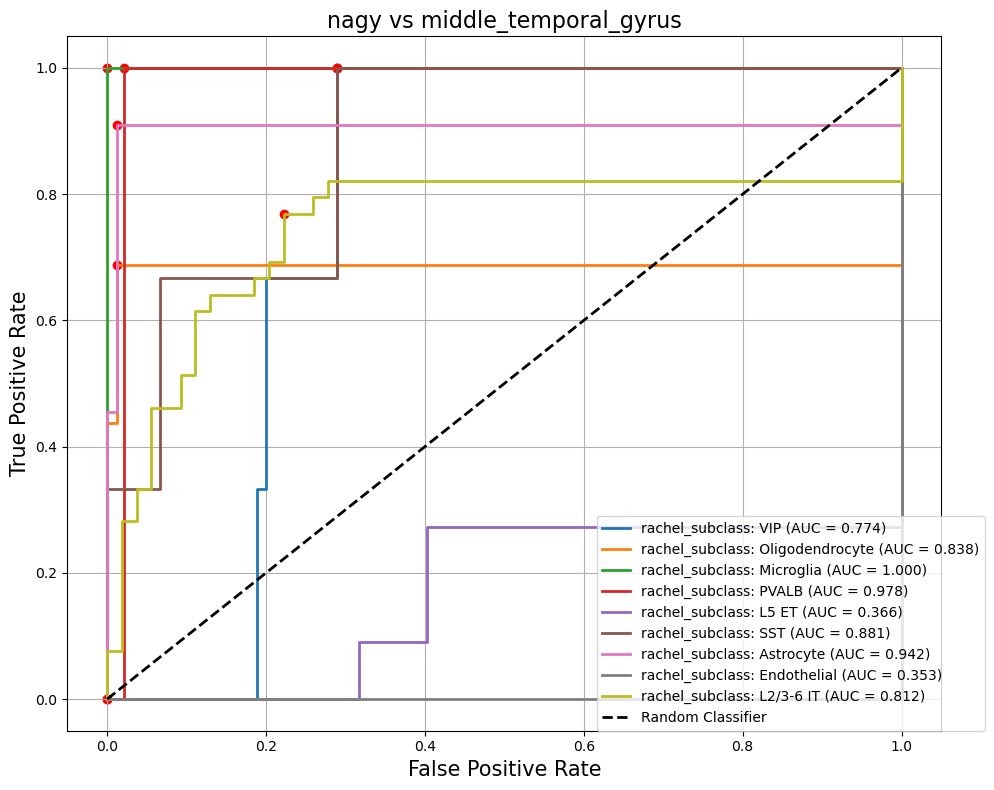 nagy vs middle_temporal_gyrus
True Positive Rate
1.0
0.8
0.6
0.4
0.2
0.0
rachel_subclass: VIP (AUC = 0.774)
rachel_subclass: Oligodendrocyte (AUC = 0.838)
rachel_subclass: Microglia (AUC = 1.000)
rachel_subclass: PVALB (AUC = 0.978)
rachel_subclass: L5 ET (AUC = 0.366)
rachel_subclass: SST (AUC = 0.881)
rachel_subclass: Astrocyte (AUC = 0.942)
rachel_subclass: Endothelial (AUC = 0.353)
rachel_subclass: L2/3-6 IT (AUC = 0.812)
Random Classifier
0.0 0.2 0.4 0.6 0.8 1.0
False Positive Rate